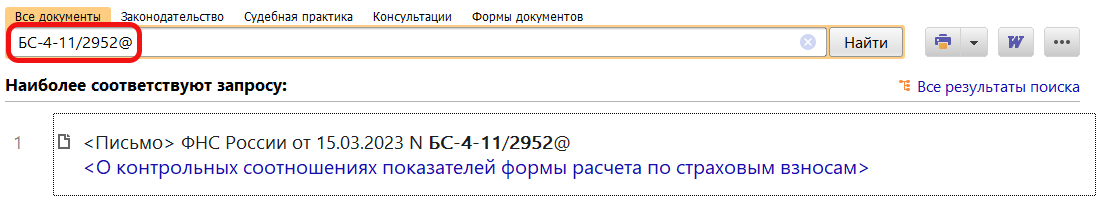 Все документы Законодательство Судебная практика Консультации Формы документов
БС-4-11/2952@ Найти W
Наиболее соответствуют запросу: Все результаты поиска
1 <Письмо> ФНС России от 15.03.2023 N БС-4-11/2952@
<О контрольных соотношениях показателей формы расчета по страховым взносам>